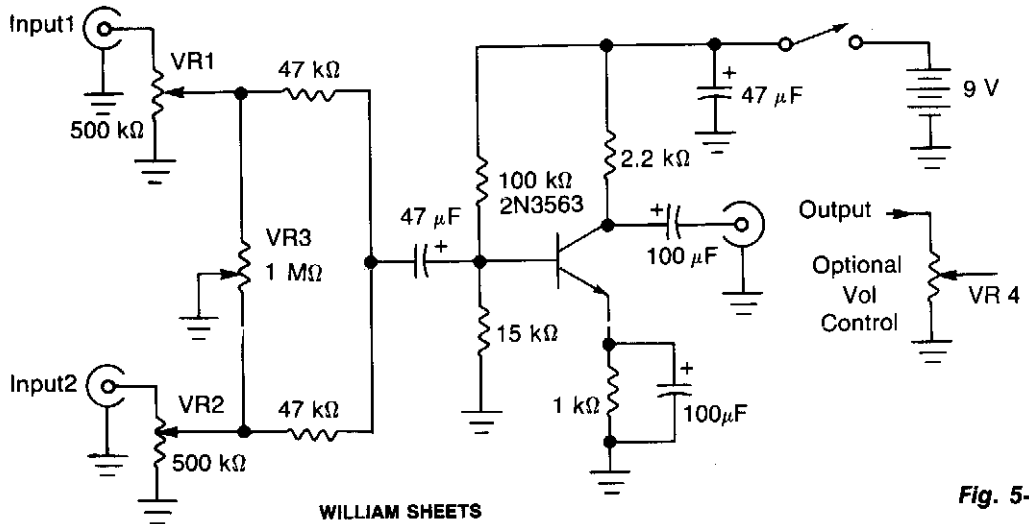 Input1
VR1
500 kΩ
47 kΩ
VR3
1 MΩ
Input2
VR2
500 kΩ
47 kΩ
47 μF
+
100 kΩ
2N3563
15 kΩ
2.2 kΩ
+
47 μF
9 V
+
100 μF
1 kΩ
+
100μF
Output
Optional
Vol
Control
VR 4
WILLIAM SHEETS
Fig. 5-